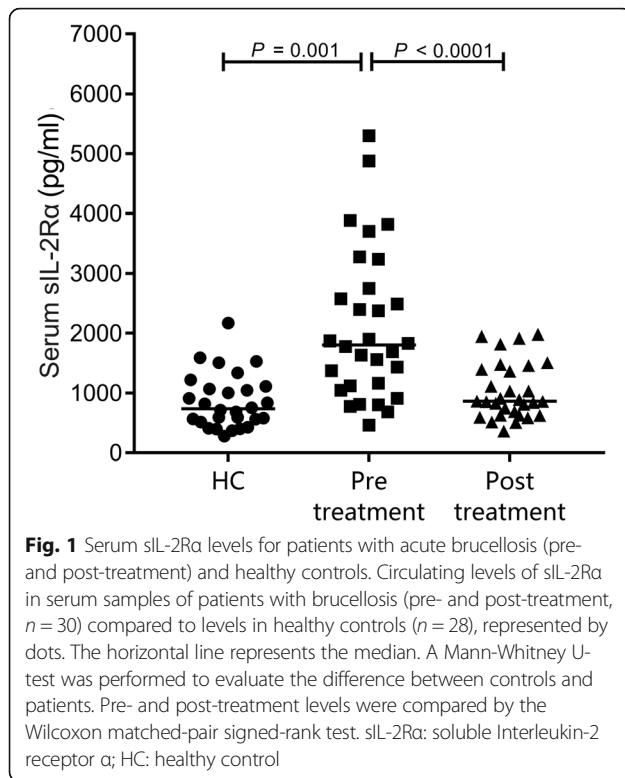 P = 0.001 P < 0.0001
7000
6000
5000
4000
3000
2000
1000
0
Serum sIL-2Rα (pg/ml)
HC Pre treatment Post treatment
Fig. 1 Serum sIL-2Rα levels for patients with acute brucellosis (pre-
and post-treatment) and healthy controls. Circulating levels of sIL-2Rα
in serum samples of patients with brucellosis (pre- and post-treatment,
n = 30) compared to levels in healthy controls (n = 28), represented by
dots. The horizontal line represents the median. A Mann-Whitney U-
test was performed to evaluate the difference between controls and
patients. Pre- and post-treatment levels were compared by the
Wilcoxon matched-pair signed-rank test. sIL-2Rα: soluble Interleukin-2
receptor α; HC: healthy control